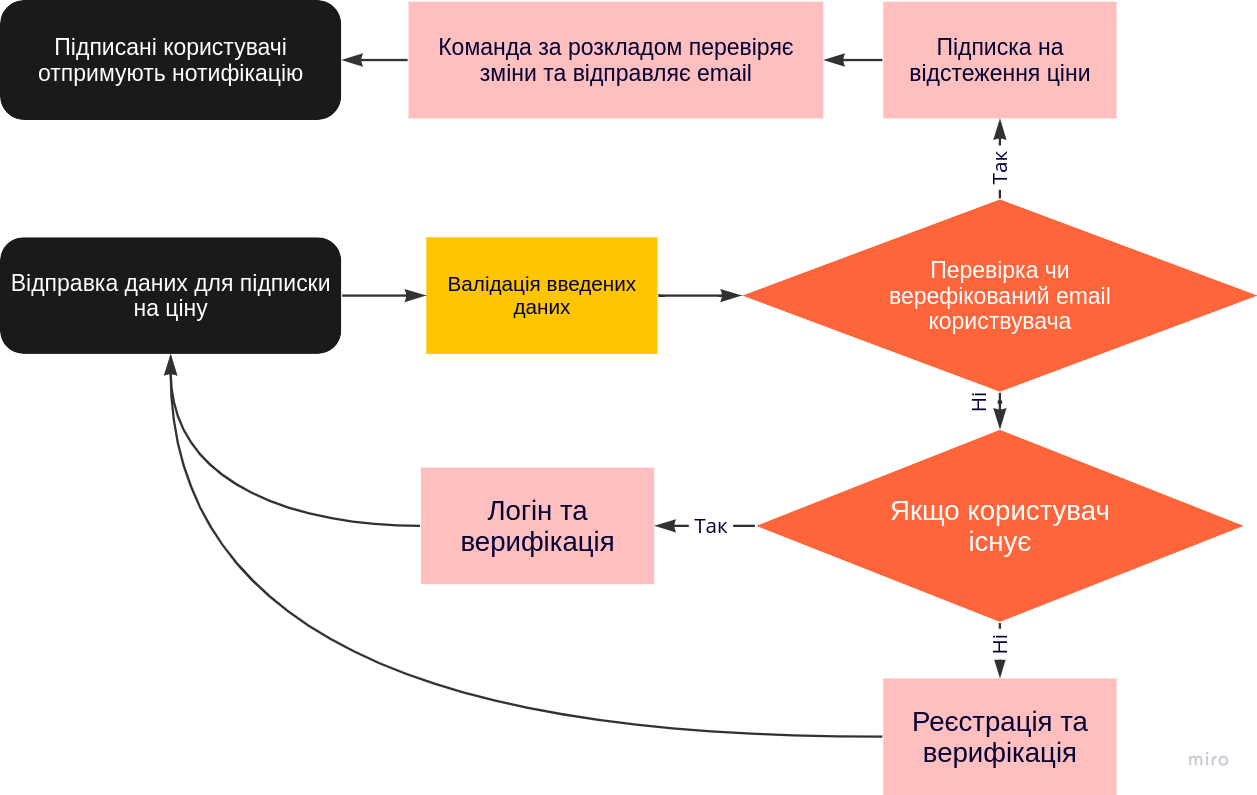 Підписані користувачі
отримують нотифікацію
Команда за розкладом перевіряє
зміни та відправляє email
Підписка на
відстеження ціни
Так
Відправка даних для підписки
на ціну
Валідація введених
даних
Перевірка чи
верефікований email
користвувача
Ні
Логін та
верифікація
Так
Якщо користувач
існує
Ні
Реєстрація та
верифікація
miro